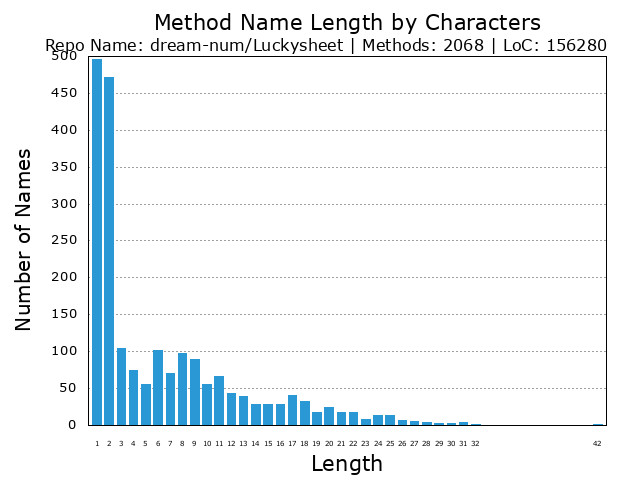 Method Name Length by Characters
Repo Name: dream-num/Luckysheet | Methods: 2068 | LoC: 156280
500
450
400
350
300
250
200
150
100
50
0
Number of Names
1 2 3 4 5 6 7 8 9 10 11 12 13 14 15 16 17 18 19 20 21 22 23 24 25 26 27 28 29 30 31 32 42
Length